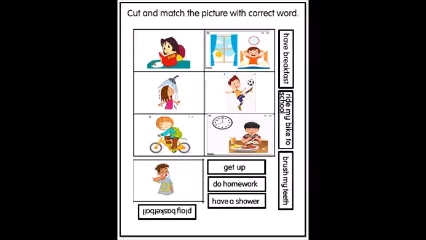 Cut and match the picture with correct word.
have breakfast
ride my bike to
school
brush my teeth
get up
do homework
have a shower
play basketball